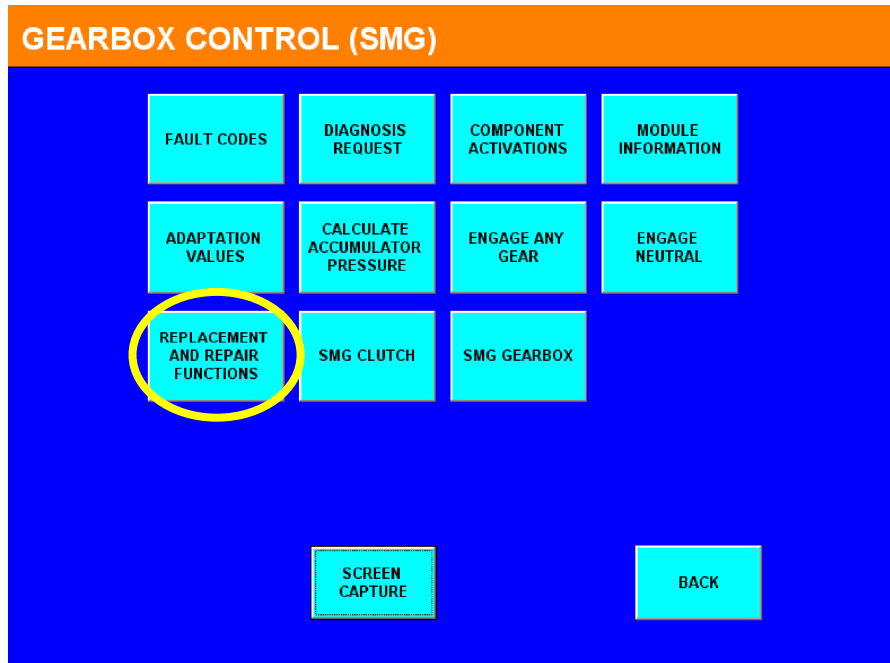 GEARBOX CONTROL (SMG)
FAULT CODES
DIAGNOSIS
REQUEST
COMPONENT
ACTIVATIONS
MODULE
INFORMATION
ADAPTATION
VALUES
CALCULATE
ACCUMULATOR
PRESSURE
ENGAGE ANY
GEAR
ENGAGE
NEUTRAL
REPLACEMENT
AND REPAIR
FUNCTIONS
SMG CLUTCH
SMG GEARBOX
SCREEN
CAPTURE
BACK